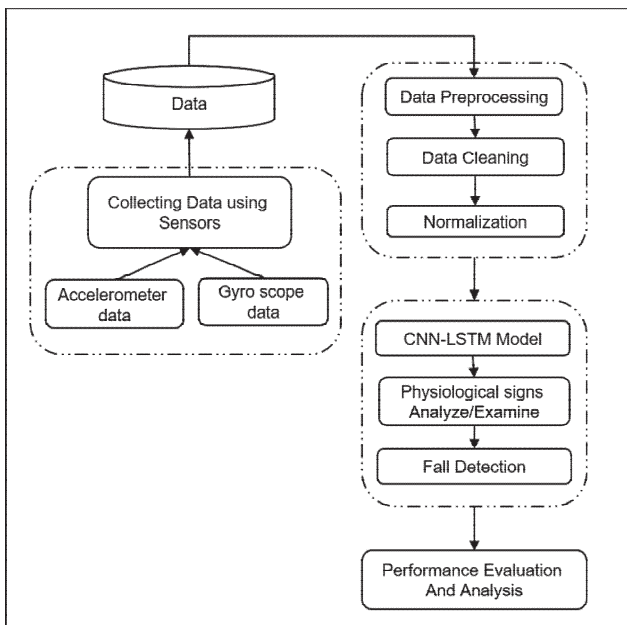 Data
Collecting Data using
Sensors
Accelerometer
data
Gyro scope
data
Data Preprocessing
Data Cleaning
Normalization
CNN-LSTM Model
Physiological signs
Analyze/Examine
Fall Detection
Performance Evaluation
And Analysis